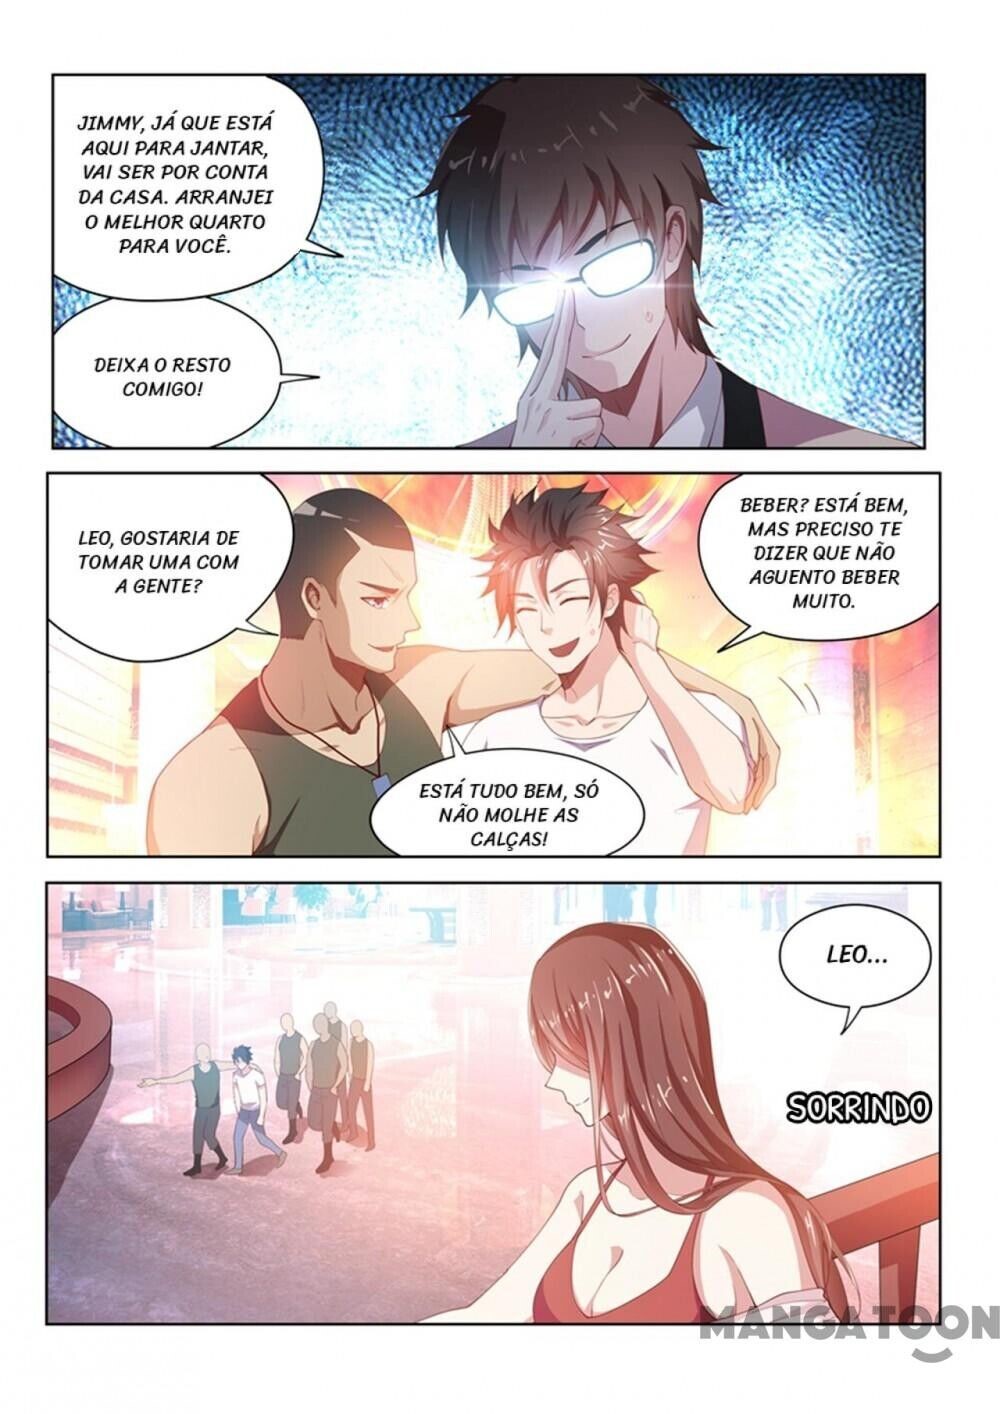 JIMMY, JÁ QUE ESTÁ
AQUI PARA JANTAR,
VAI SER POR CONTA
DA CASA. ARRANJEI
O MELHOR QUARTO
PARA VOCÊ.
DEIXA O RESTO
COMIGO!
LEO, GOSTARIA DE
TOMAR UMA COM
A GENTE?
BEBER? ESTÁ BEM,
MAS PRECISO TE
DIZER QUE NÃO
AGUENTO BEBER
MUITO.
ESTÁ TUDO BEM, SÓ
NÃO MOLHE AS
CALÇAS!
LEO...
SORRINDO
MANGATOON